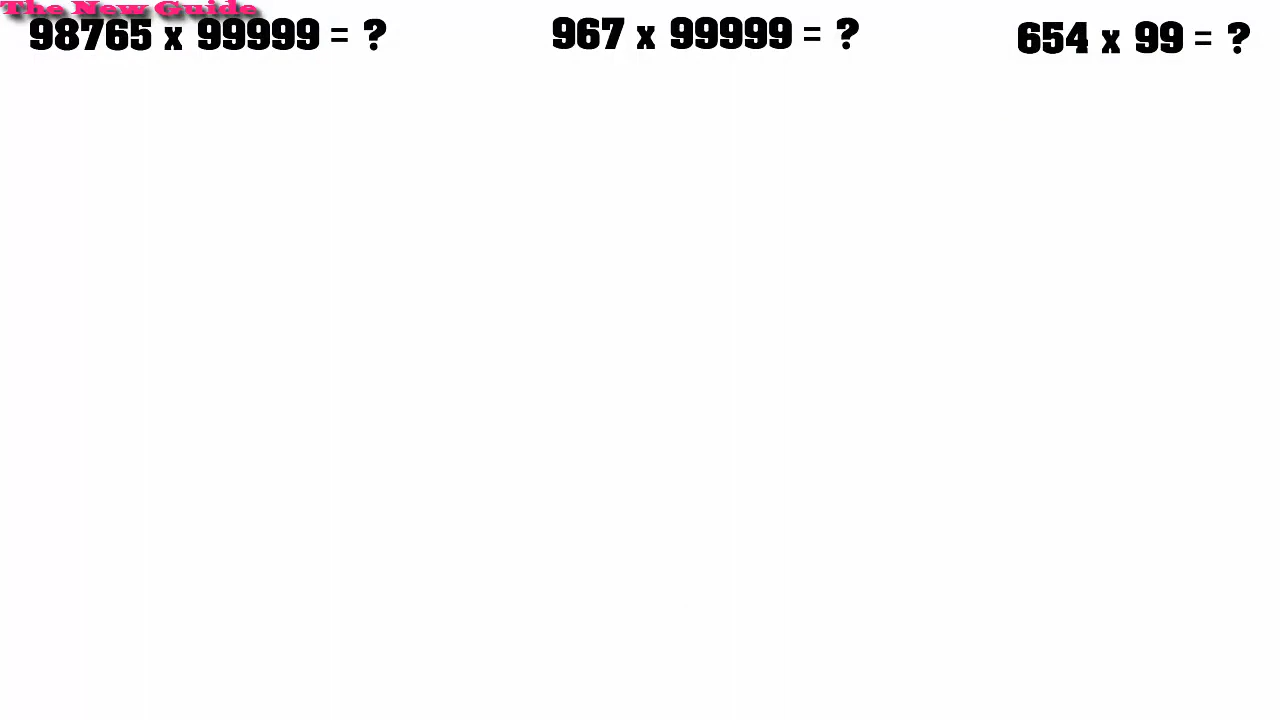 The New Guide
98765 x 99999 = ?
967 x 99999 = ?
654 x 99 = ?